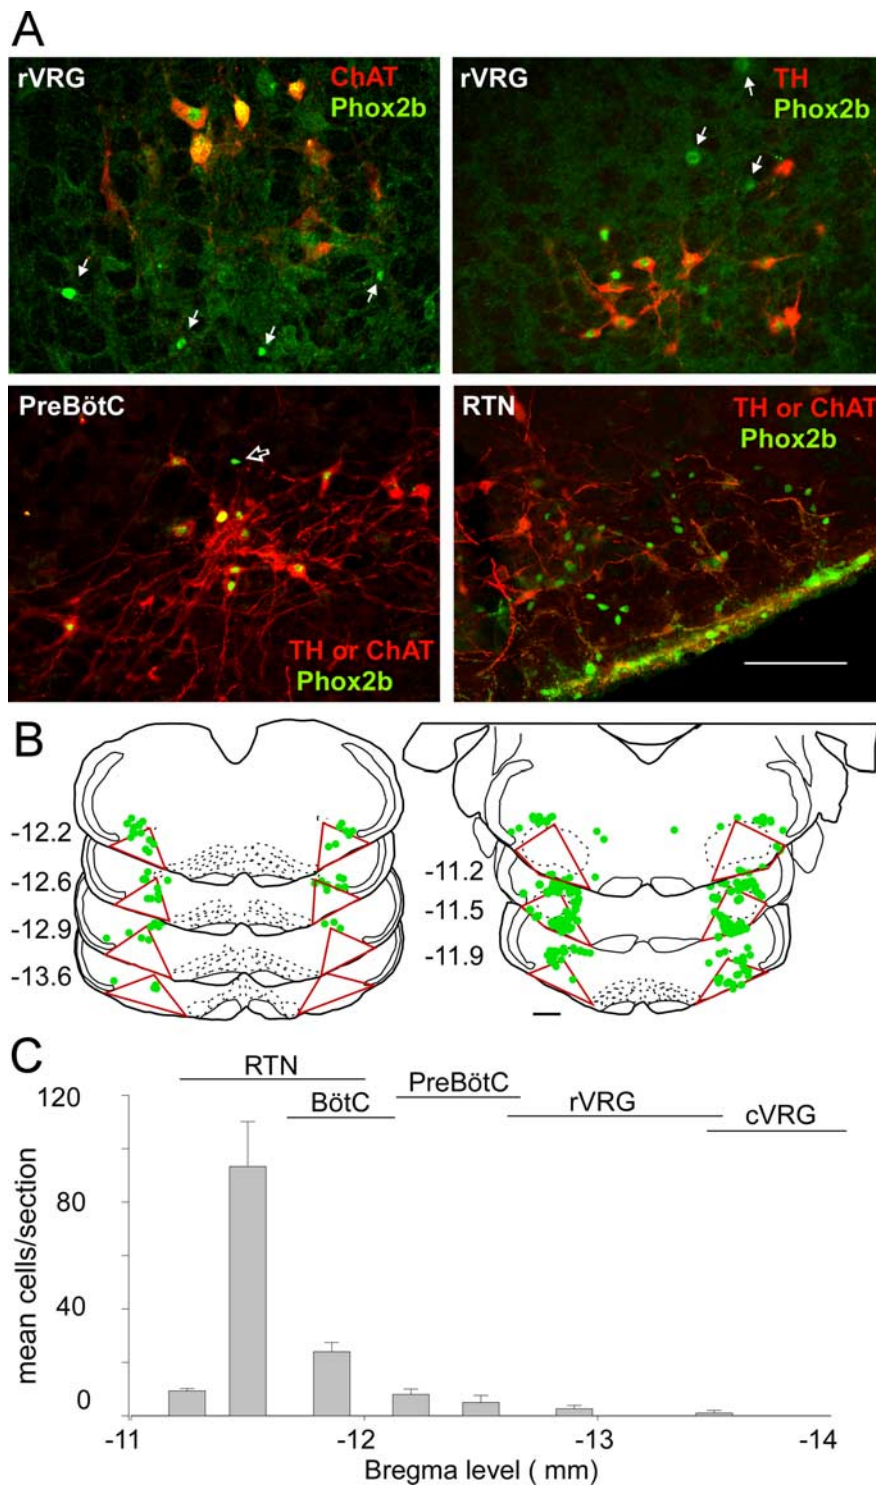 A
rVRG
ChAT
Phox2b
rVRG
TH
Phox2b
PreBötC
TH or ChAT
Phox2b
RTN
TH or ChAT
Phox2b
B
-12.2
-12.6
-12.9
-13.6
-11.2
-11.5
-11.9
C
RTN
BötC
PreBötC
rVRG
cVRG
mean cells/section
120
80
40
0
-11
-12
-13
-14
Bregma level ( mm)